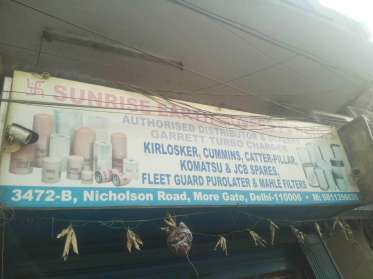 SUNRISE
AUTHORISED DISTRIBUTOR &
GARRETT TURBO CHARGER
KIRLOSKER, CUMMINS, CATTER-PILLAR,
KOMATSU & JCB SPARES,
FLEET GUARD PUROLATER & MAHLE FILTERS
3472-B, Nicholson Road, More Gate, Delhi-110006